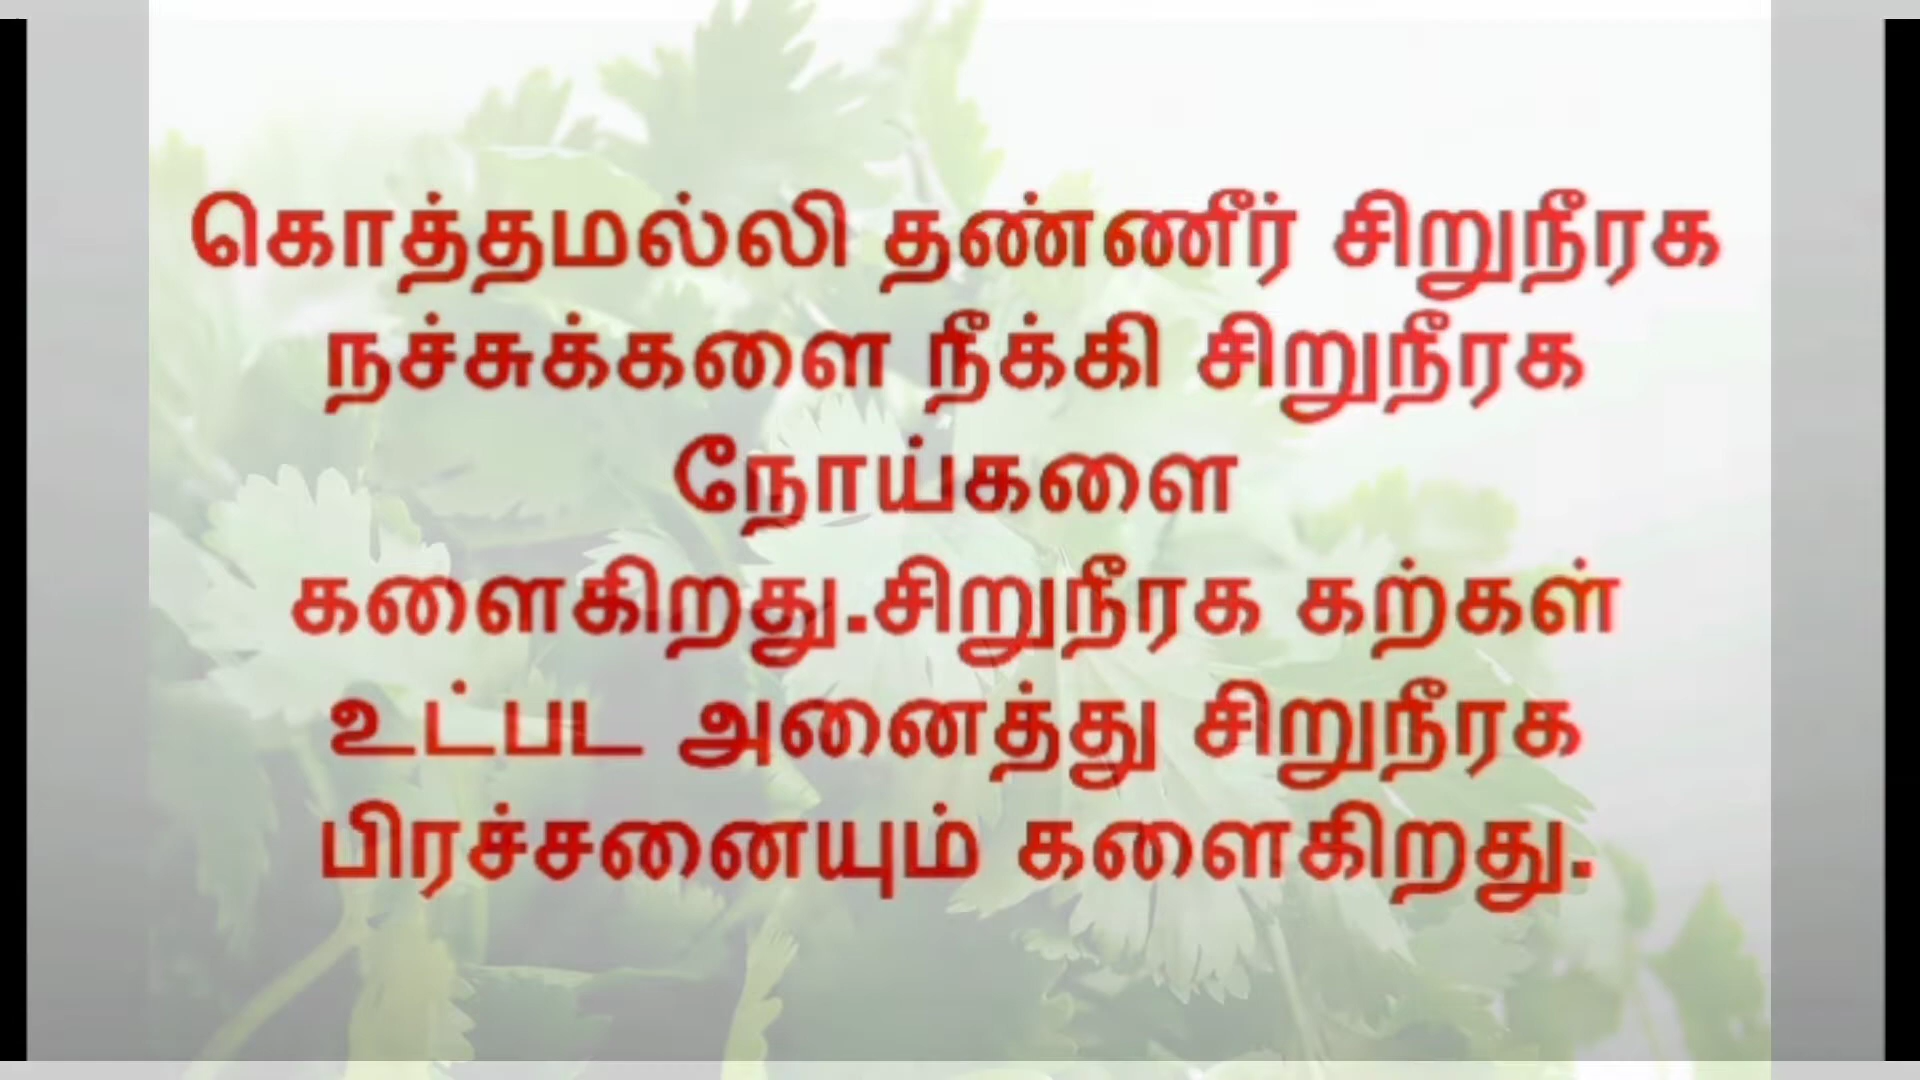 கொத்தமல்லி தண்ணீர் சிறுநீரக
நச்சுக்களை நீக்கி சிறுநீரக
நோய்களை
களைகிறது.சிறுநீரக கற்கள்
உட்பட அனைத்து சிறுநீரக
பிரச்சனையும் களைகிறது.